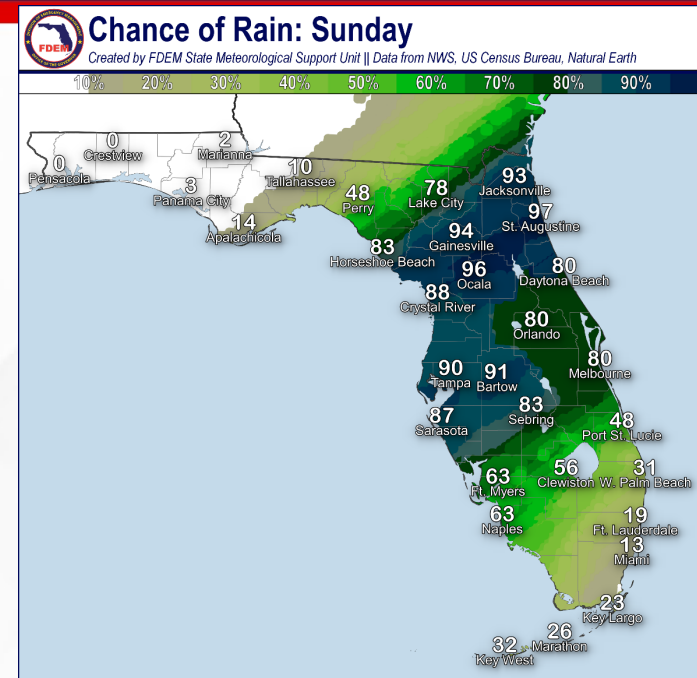 FDEM
Chance of Rain: Sunday
Created by FDEM State Meteorological Support Unit || Data from NWS, US Census Bureau, Natural Earth
10% 20% 30% 40% 50% 60% 70% 80% 90%
0
Pensacola
0
Crestview
2
Marianna
3
Panama City
10
Tallahassee
14
Apalachicola
48
Perry
78
Lake City
93
Jacksonville
97
St. Augustine
94
Gainesville
83
Horseshoe Beach
96
Ocala
80
Daytona Beach
88
Crystal River
80
Orlando
80
Melbourne
90
Tampa
91
Bartow
87
Sarasota
83
Sebring
48
Port St. Lucie
63
Ft. Myers
56
Clewiston
31
W. Palm Beach
63
Naples
19
Ft. Lauderdale
13
Miami
23
Key Largo
26
Marathon
32
Key West